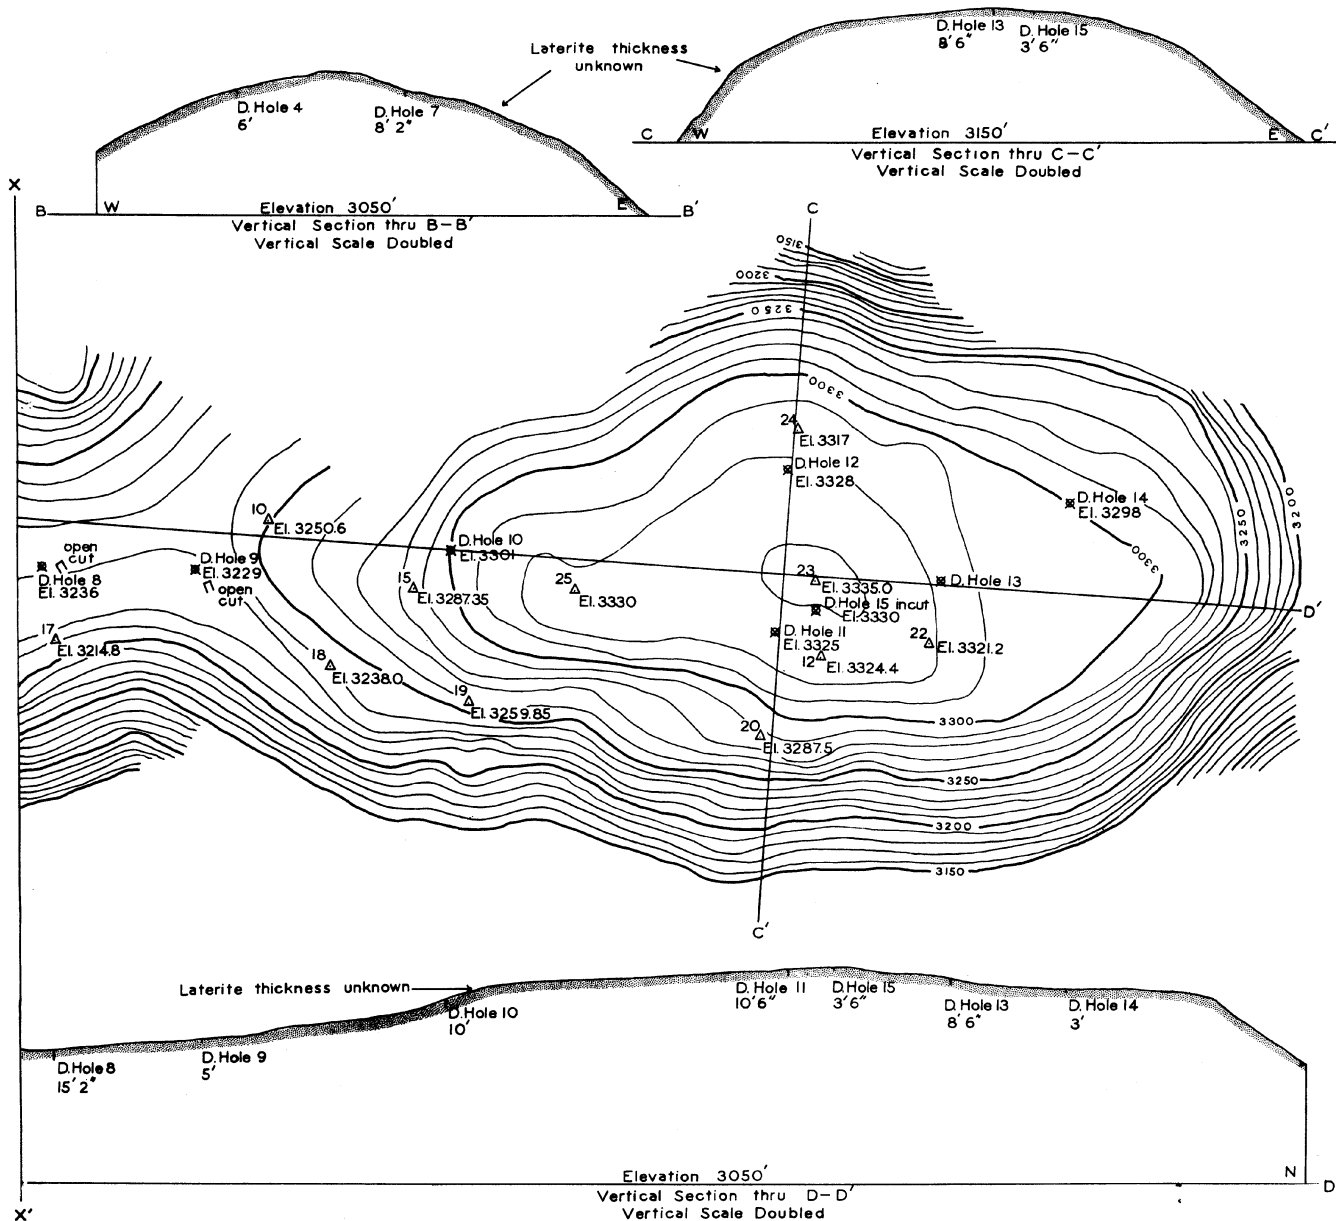 Laterite thickness
unknown
D. Hole 4
6'
D. Hole 7
8' 2"
D. Hole 13
8' 6"
D. Hole 15
3' 6"
B
W
Elevation 3050'
E
B'
Vertical Section thru B-B'
Vertical Scale Doubled
C
W
Elevation 3150'
E
C'
Vertical Section thru C-C'
Vertical Scale Doubled
X
C
3150
3200
3250
3300
24
El. 3317
D. Hole 12
El. 3328
D. Hole 14
El. 3298
3200
3250
3300
10
El. 3250.6
open
cut
D. Hole 8
El. 3236
D. Hole 9
El. 3229
open
cut
D. Hole 10
El. 3301
15
El. 3287.35
25
El. 3330
23
El. 3335.0
D. Hole 13
D. Hole 15 in cut
El. 3330
D'
D. Hole 11
El. 3325
12
El. 3324.4
22
El. 3321.2
17
El. 3214.8
18
El. 3238.0
19
El. 3259.85
20
El. 3287.5
3300
3250
3200
3150
C'
Laterite thickness unknown
D. Hole 8
15' 2"
D. Hole 9
5'
D. Hole 10
10'
D. Hole 11
10' 6"
D. Hole 15
3' 6"
D. Hole 13
8' 6"
D. Hole 14
3'
Elevation 3050'
N
D
Vertical Section thru D-D'
Vertical Scale Doubled
X'